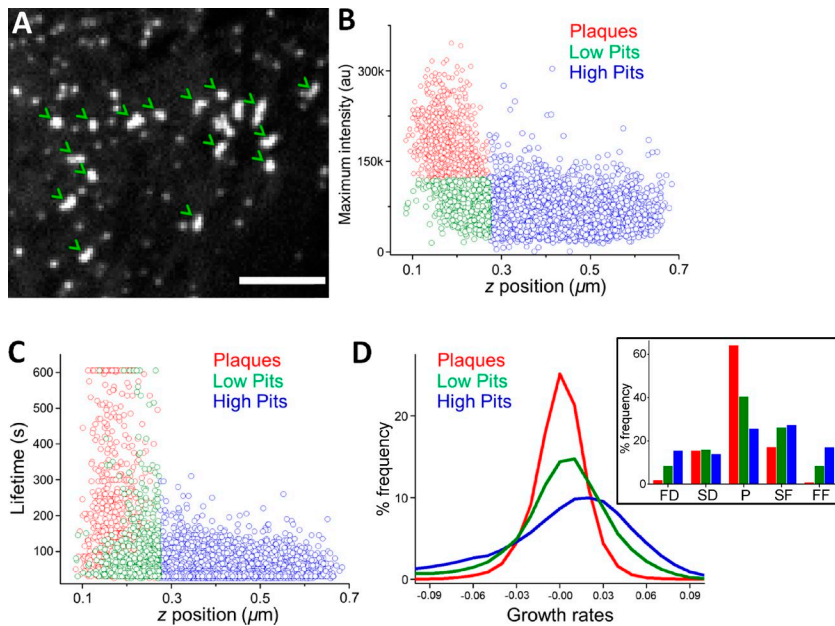 A
B
Plaques
Low Pits
High Pits
Maximum intensity (au)
300k
150k
0
0.1 0.3 0.5 0.7
z position (µm)
C
Plaques
Low Pits
High Pits
Lifetime (s)
600
500
400
300
200
100
0.1 0.3 0.5 0.7
z position (µm)
D
Plaques
Low Pits
High Pits
% frequency
20
10
0
-0.09 -0.06 -0.03 -0.00 0.03 0.06 0.09
Growth rates
% frequency
60
40
20
0
FD SD P SF FF